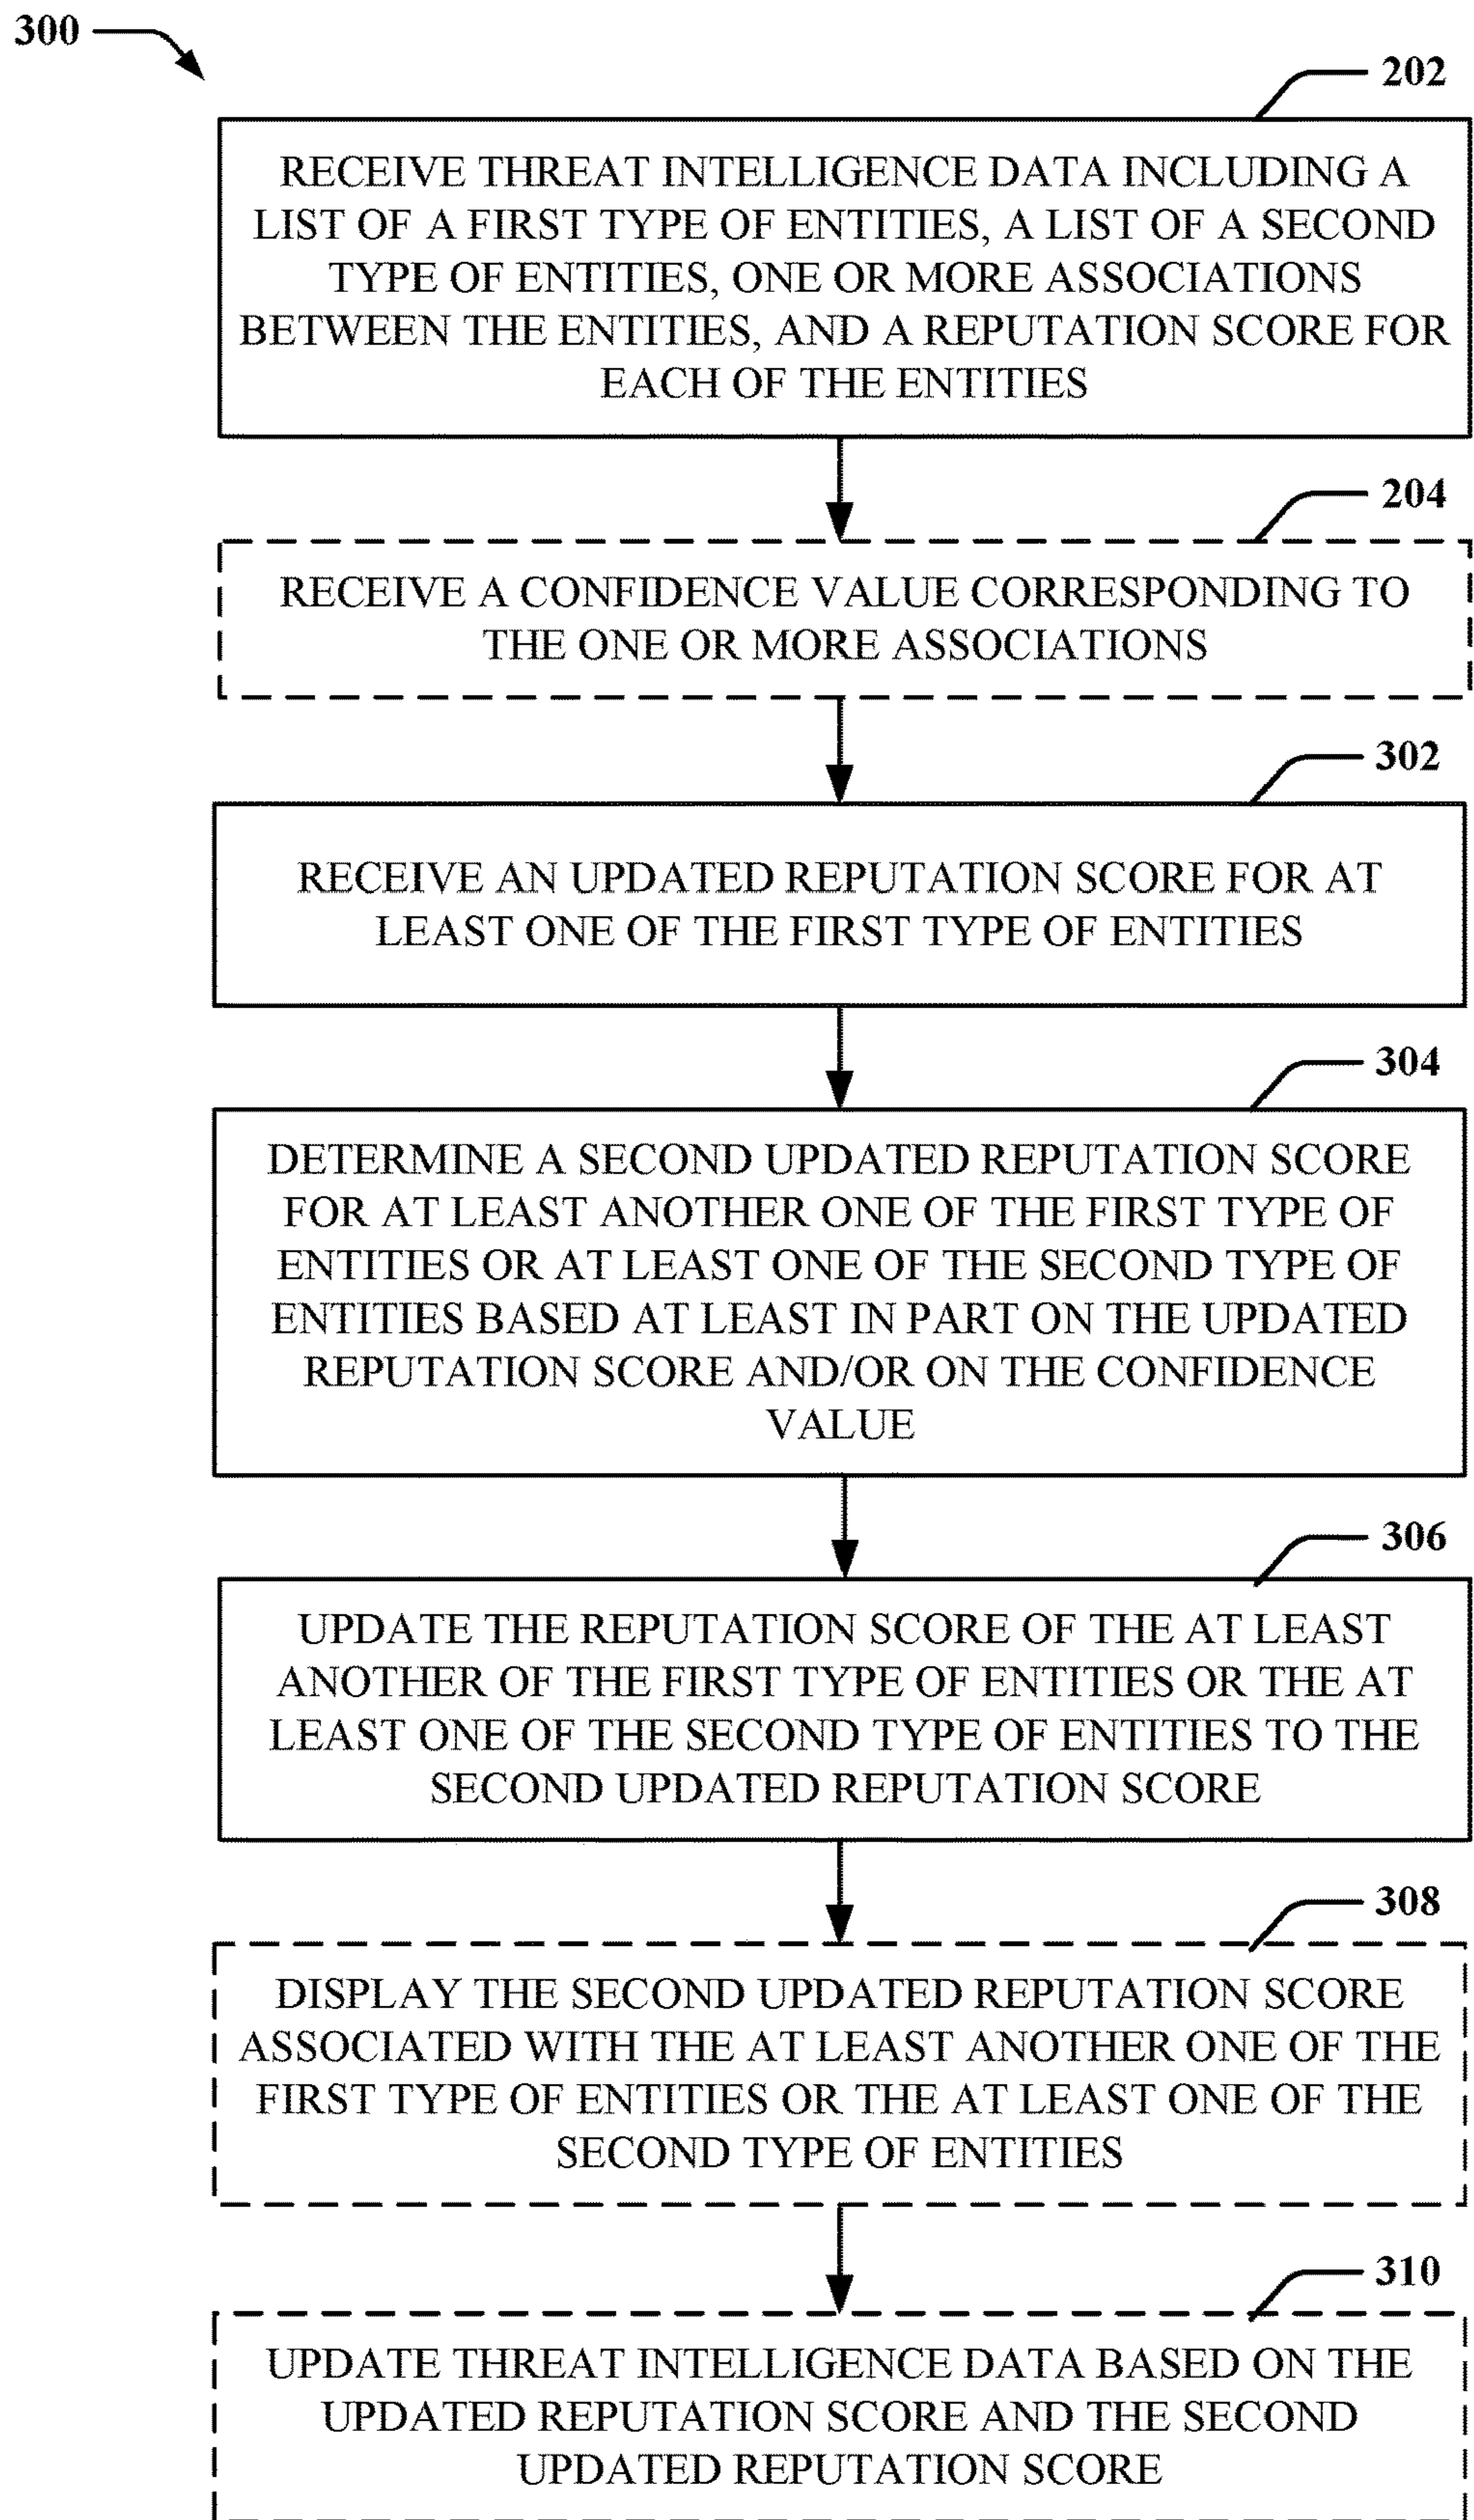 300
202
RECEIVE THREAT INTELLIGENCE DATA INCLUDING A
LIST OF A FIRST TYPE OF ENTITIES, A LIST OF A SECOND
TYPE OF ENTITIES, ONE OR MORE ASSOCIATIONS
BETWEEN THE ENTITIES, AND A REPUTATION SCORE FOR
EACH OF THE ENTITIES
204
RECEIVE A CONFIDENCE VALUE CORRESPONDING TO
THE ONE OR MORE ASSOCIATIONS
302
RECEIVE AN UPDATED REPUTATION SCORE FOR AT
LEAST ONE OF THE FIRST TYPE OF ENTITIES
304
DETERMINE A SECOND UPDATED REPUTATION SCORE
FOR AT LEAST ANOTHER ONE OF THE FIRST TYPE OF
ENTITIES OR AT LEAST ONE OF THE SECOND TYPE OF
ENTITIES BASED AT LEAST IN PART ON THE UPDATED
REPUTATION SCORE AND/OR ON THE CONFIDENCE
VALUE
306
UPDATE THE REPUTATION SCORE OF THE AT LEAST
ANOTHER OF THE FIRST TYPE OF ENTITIES OR THE AT
LEAST ONE OF THE SECOND TYPE OF ENTITIES TO THE
SECOND UPDATED REPUTATION SCORE
308
DISPLAY THE SECOND UPDATED REPUTATION SCORE
ASSOCIATED WITH THE AT LEAST ANOTHER ONE OF THE
FIRST TYPE OF ENTITIES OR THE AT LEAST ONE OF THE
SECOND TYPE OF ENTITIES
310
UPDATE THREAT INTELLIGENCE DATA BASED ON THE
UPDATED REPUTATION SCORE AND THE SECOND
UPDATED REPUTATION SCORE